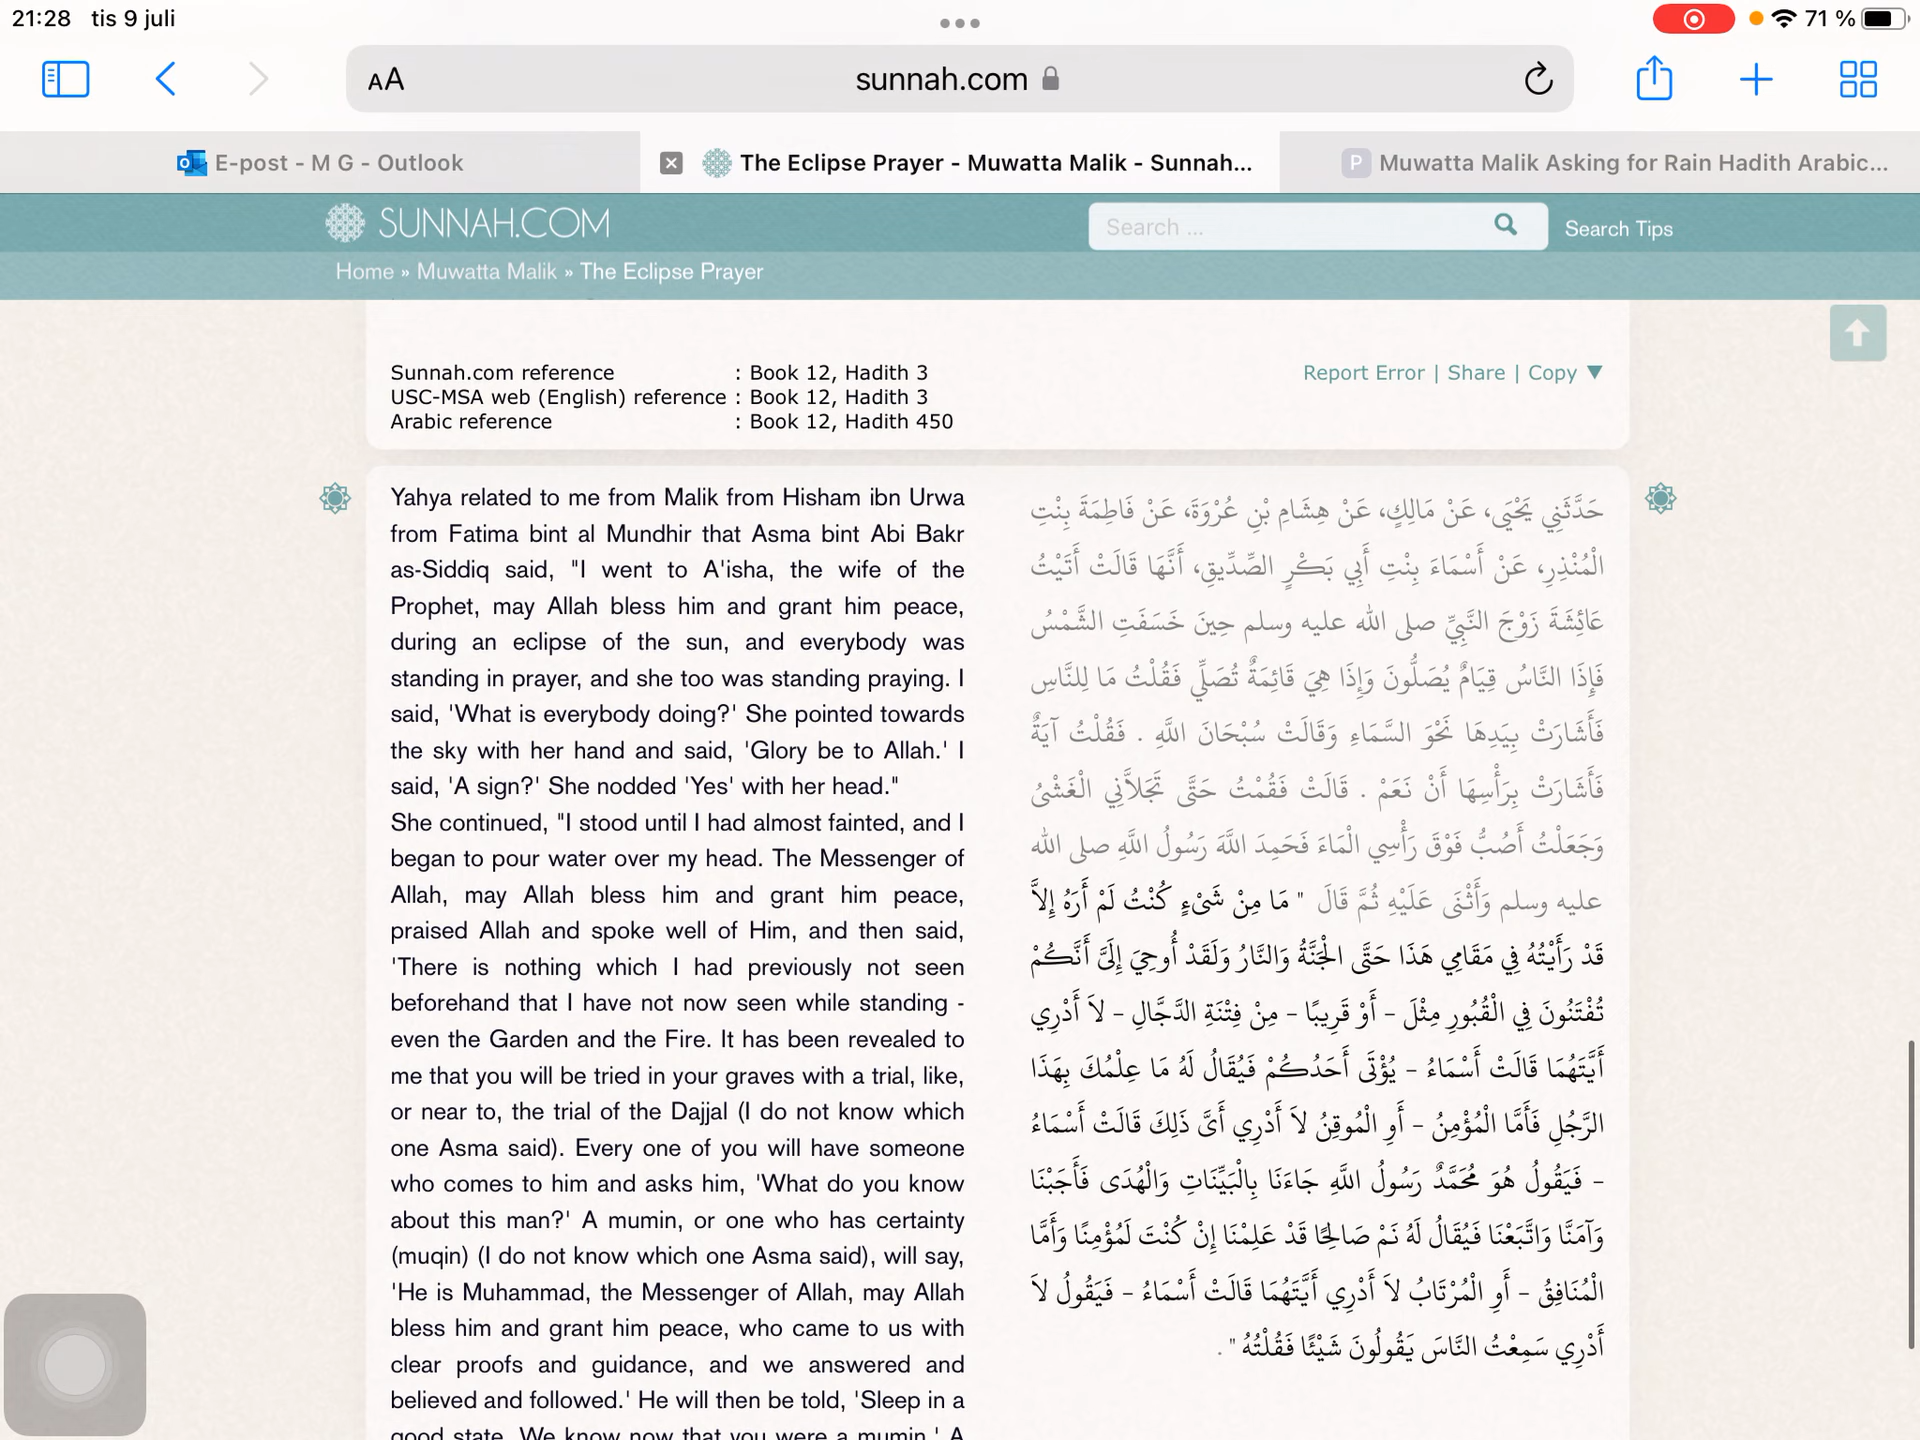 21:28 tis 9 juli
71 %
AA
sunnah.com
E-post - M G - Outlook
The Eclipse Prayer - Muwatta Malik - Sunnah...
P Muwatta Malik Asking for Rain Hadith Arabic...
SUNNAH.COM
Search ...
Search Tips
Home » Muwatta Malik » The Eclipse Prayer
Sunnah.com reference : Book 12, Hadith 3
USC-MSA web (English) reference : Book 12, Hadith 3
Arabic reference : Book 12, Hadith 450
Report Error | Share | Copy ▼
Yahya related to me from Malik from Hisham ibn Urwa
from Fatima bint al Mundhir that Asma bint Abi Bakr
as-Siddiq said, "I went to A'isha, the wife of the
Prophet, may Allah bless him and grant him peace,
during an eclipse of the sun, and everybody was
standing in prayer, and she too was standing praying. I
said, 'What is everybody doing?' She pointed towards
the sky with her hand and said, 'Glory be to Allah.' I
said, 'A sign?' She nodded 'Yes' with her head."
She continued, "I stood until I had almost fainted, and I
began to pour water over my head. The Messenger of
Allah, may Allah bless him and grant him peace,
praised Allah and spoke well of Him, and then said,
'There is nothing which I had previously not seen
beforehand that I have not now seen while standing -
even the Garden and the Fire. It has been revealed to
me that you will be tried in your graves with a trial, like,
or near to, the trial of the Dajjal (I do not know which
one Asma said). Every one of you will have someone
who comes to him and asks him, 'What do you know
about this man?' A mumin, or one who has certainty
(muqin) (I do not know which one Asma said), will say,
'He is Muhammad, the Messenger of Allah, may Allah
bless him and grant him peace, who came to us with
clear proofs and guidance, and we answered and
believed and followed.' He will then be told, 'Sleep in a
good state. We know now that you were a mumin.' A
حَدَّثَنِي يَحْيَى، عَنْ مَالِكٍ، عَنْ هِشَامِ بْنِ عُرْوَةَ، عَنْ فَاطِمَةَ بِنْتِ
الْمُنْذِرِ، عَنْ أَسْمَاءَ بِنْتِ أَبِي بَكْرٍ الصِّدِّيقِ، أَنَّهَا قَالَتْ أَتَيْتُ
عَائِشَةَ زَوْجَ النَّبِيِّ صلى الله عليه وسلم حِينَ خَسَفَتِ الشَّمْسُ
فَإِذَا النَّاسُ قِيَامٌ يُصَلُّونَ وَإِذَا هِيَ قَائِمَةٌ تُصَلِّي فَقُلْتُ مَا لِلنَّاسِ
فَأَشَارَتْ بِيَدِهَا نَحْوَ السَّمَاءِ وَقَالَتْ سُبْحَانَ اللَّهِ . فَقُلْتُ آيَةٌ
فَأَشَارَتْ بِرَأْسِهَا أَنْ نَعَمْ . قَالَتْ فَقُمْتُ حَتَّى تَجَلاَّنِي الْغَشْىُ
وَجَعَلْتُ أَصُبُّ فَوْقَ رَأْسِي الْمَاءَ فَحَمِدَ اللَّهَ رَسُولُ اللَّهِ صلى الله
عليه وسلم وَأَثْنَى عَلَيْهِ ثُمَّ قَالَ " مَا مِنْ شَىْءٍ كُنْتُ لَمْ أَرَهُ إِلاَّ
قَدْ رَأَيْتُهُ فِي مَقَامِي هَذَا حَتَّى الْجَنَّةُ وَالنَّارُ وَلَقَدْ أُوحِيَ إِلَىَّ أَنَّكُمْ
تُفْتَنُونَ فِي الْقُبُورِ مِثْلَ - أَوْ قَرِيبًا - مِنْ فِتْنَةِ الدَّجَّالِ - لاَ أَدْرِي
أَيَّتَهُمَا قَالَتْ أَسْمَاءُ - يُؤْتَى أَحَدُكُمْ فَيُقَالُ لَهُ مَا عِلْمُكَ بِهَذَا
الرَّجُلِ فَأَمَّا الْمُؤْمِنُ - أَوِ الْمُوقِنُ لاَ أَدْرِي أَىَّ ذَلِكَ قَالَتْ أَسْمَاءُ
- فَيَقُولُ هُوَ مُحَمَّدٌ رَسُولُ اللَّهِ جَاءَنَا بِالْبَيِّنَاتِ وَالْهُدَى فَأَجَبْنَا
وَآمَنَّا وَاتَّبَعْنَا فَيُقَالُ لَهُ نَمْ صَالِحًا قَدْ عَلِمْنَا إِنْ كُنْتَ لَمُؤْمِنًا وَأَمَّا
الْمُنَافِقُ - أَوِ الْمُرْتَابُ لاَ أَدْرِي أَيَّتَهُمَا قَالَتْ أَسْمَاءُ - فَيَقُولُ لاَ
أَدْرِي سَمِعْتُ النَّاسَ يَقُولُونَ شَيْئًا فَقُلْتُهُ " .